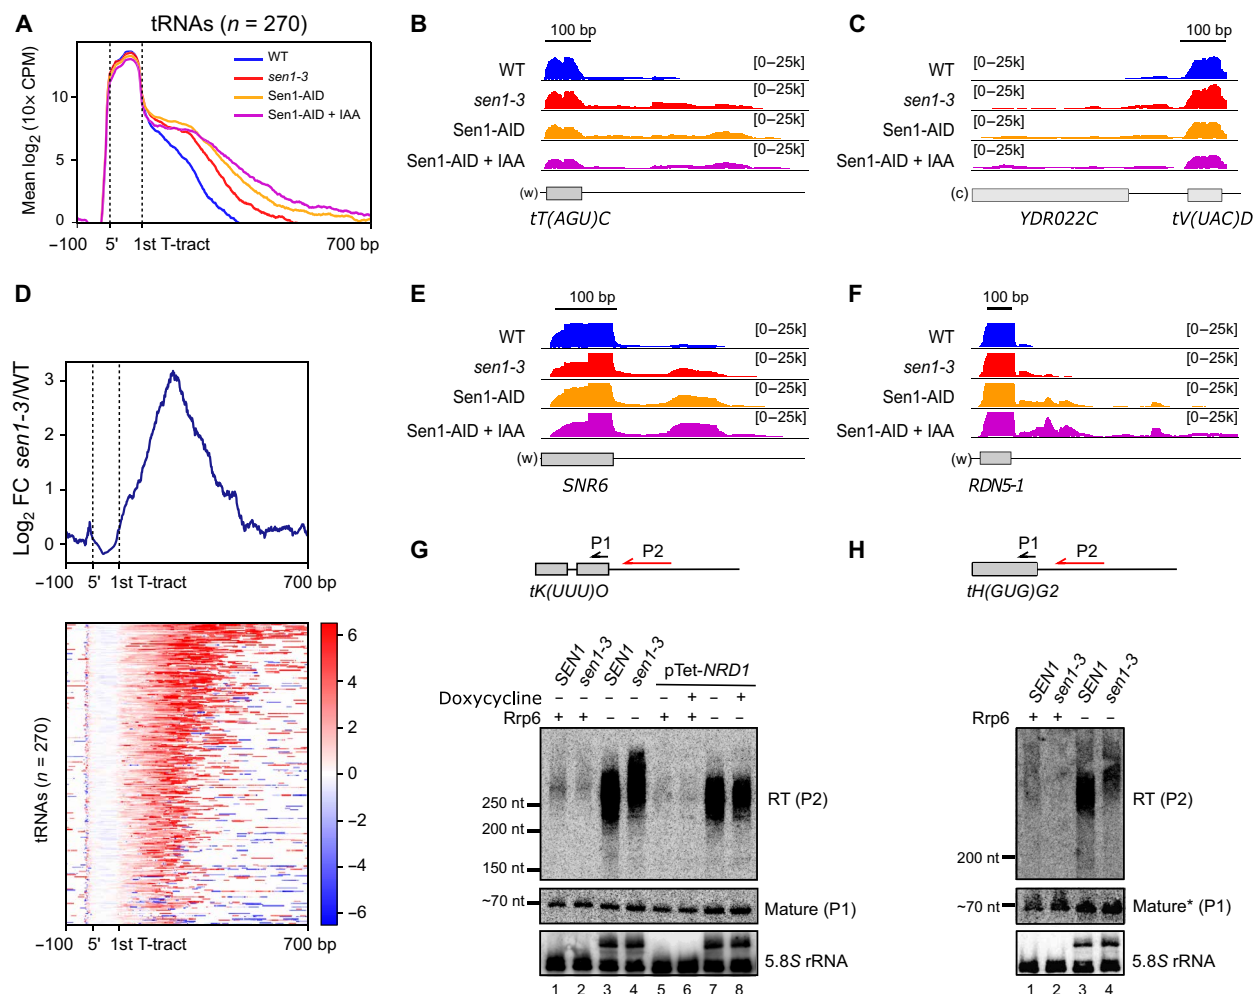 A
tRNAs (n = 270)
Mean log2 (10x CPM)
10
5
0
WT
sen1-3
Sen1-AID
Sen1-AID + IAA
−100
5'
1st T-tract
700 bp
B
100 bp
WT
[0–25k]
sen1-3
[0–25k]
Sen1-AID
[0–25k]
Sen1-AID + IAA
[0–25k]
(w)
tT(AGU)C
C
100 bp
WT
[0–25k]
sen1-3
[0–25k]
Sen1-AID
[0–25k]
Sen1-AID + IAA
[0–25k]
(c)
YDR022C
tV(UAC)D
D
Log2 FC sen1-3/WT
3
2
1
0
−100
5'
1st T-tract
700 bp
tRNAs (n = 270)
6
4
2
0
−2
−4
−6
−100
5'
1st T-tract
700 bp
E
100 bp
WT
[0–25k]
sen1-3
[0–25k]
Sen1-AID
[0–25k]
Sen1-AID + IAA
[0–25k]
(w)
SNR6
F
100 bp
WT
[0–25k]
sen1-3
[0–25k]
Sen1-AID
[0–25k]
Sen1-AID + IAA
[0–25k]
(w)
RDN5-1
G
P1
P2
tK(UUU)O
SEN1
sen1-3
SEN1
sen1-3
pTet-NRD1
Doxycycline − + − +
Rrp6 + + − − + + − −
250 nt
200 nt
150 nt
RT (P2)
~70 nt
Mature (P1)
5.8S rRNA
1 2 3 4 5 6 7 8
H
P1
P2
tH(GUG)G2
SEN1
sen1-3
SEN1
sen1-3
Rrp6 + + − −
200 nt
RT (P2)
~70 nt
Mature* (P1)
5.8S rRNA
1 2 3 4